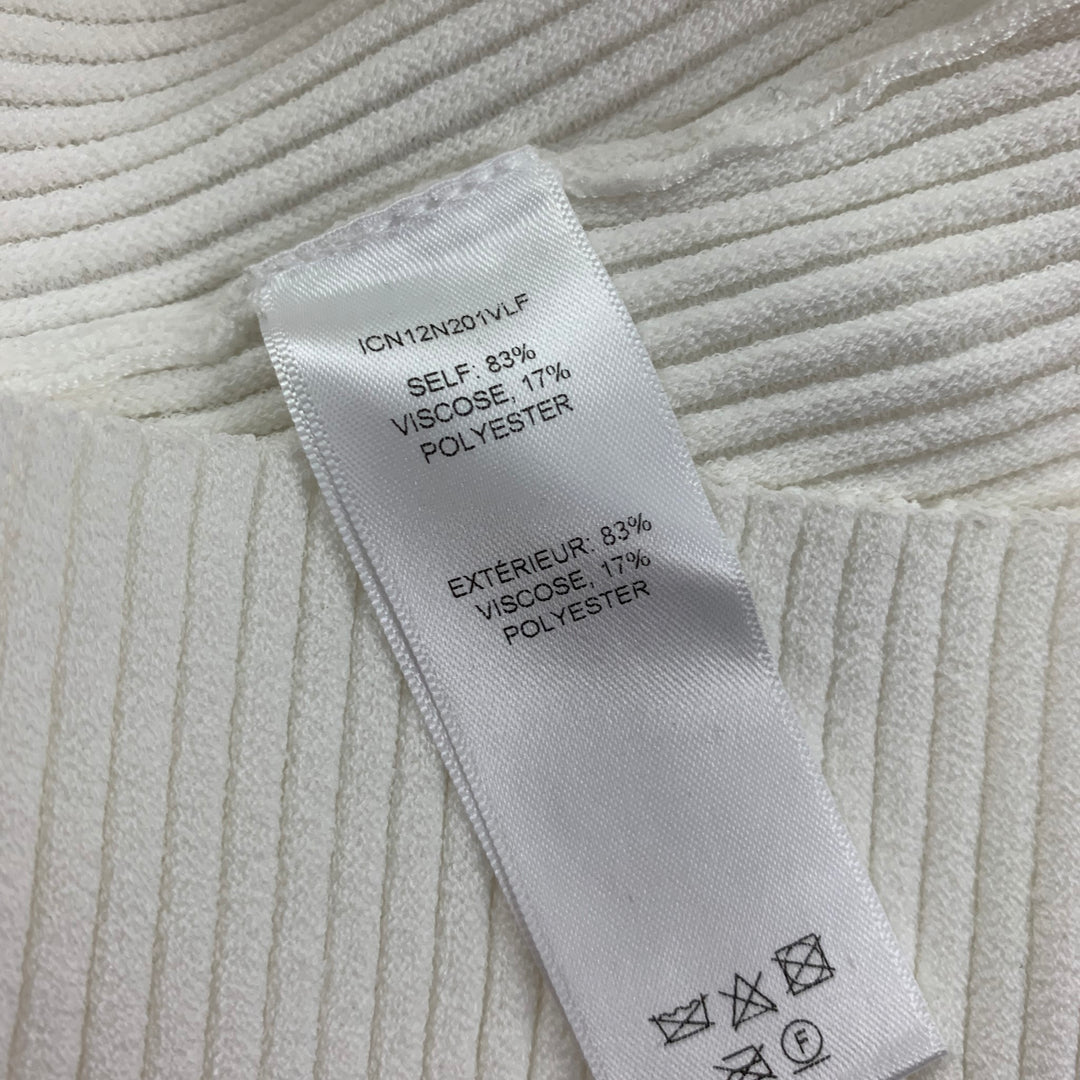 ICN12N201VLF
SELF: 83%
VISCOSE, 17%
POLYESTER
EXTÉRIEUR: 83%
VISCOSE, 17%
POLYESTER
F